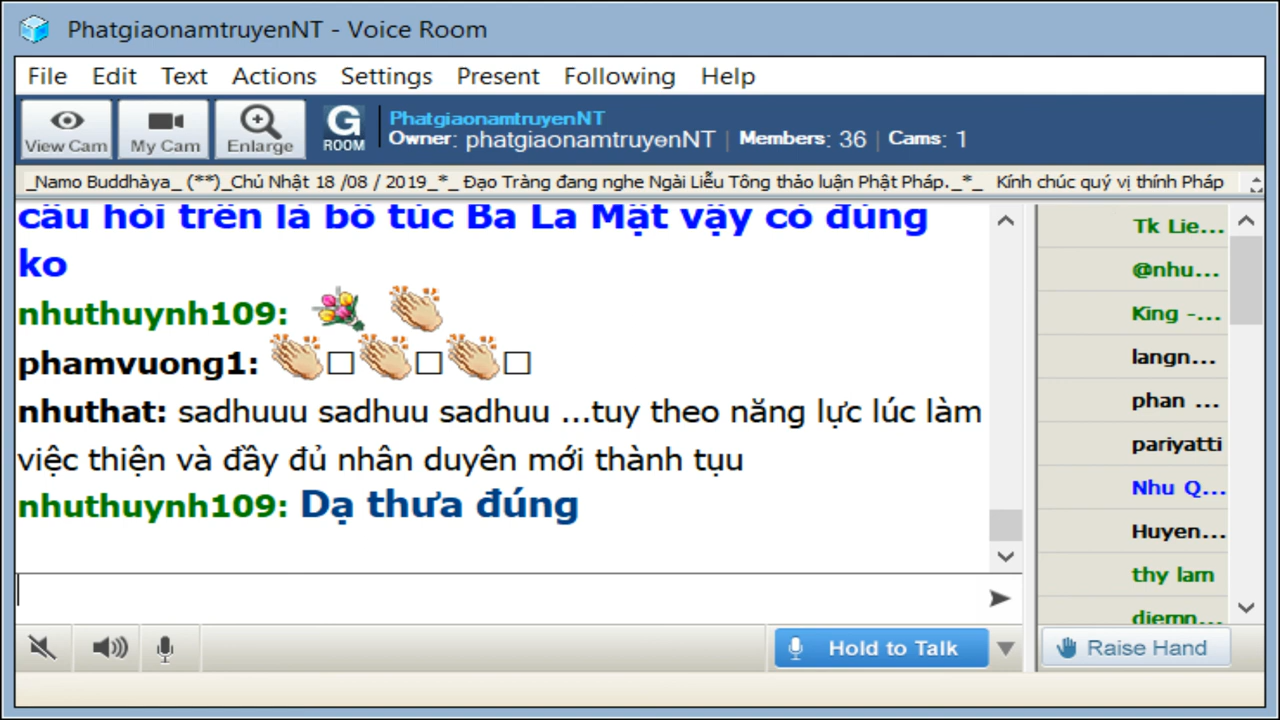 PhatgiaonamtruyenNT - Voice Room
File Edit Text Actions Settings Present Following Help
View Cam My Cam Enlarge G ROOM
PhatgiaonamtruyenNT
Owner: phatgiaonamtruyenNT | Members: 36 | Cams: 1
_Namo Buddhàya_ (**)_Chủ Nhật 18 /08 / 2019_*_ Đạo Tràng đang nghe Ngài Liễu Tông thảo luận Phật Pháp._*_ Kính chúc quý vị thính Pháp
câu hỏi trên là bổ túc Ba La Mật vậy có đúng
ko
nhuthuynh109:
phamvuong1:
nhuthat: sadhuuu sadhuu sadhuu ...tuy theo năng lực lúc làm
việc thiện và đầy đủ nhân duyên mới thành tụu
nhuthuynh109: Dạ thưa đúng
Tk Lie...
@nhu...
King -...
langn...
phan ...
pariyatti
Nhu Q...
Huyen...
thy lam
diemn...
Hold to Talk
Raise Hand